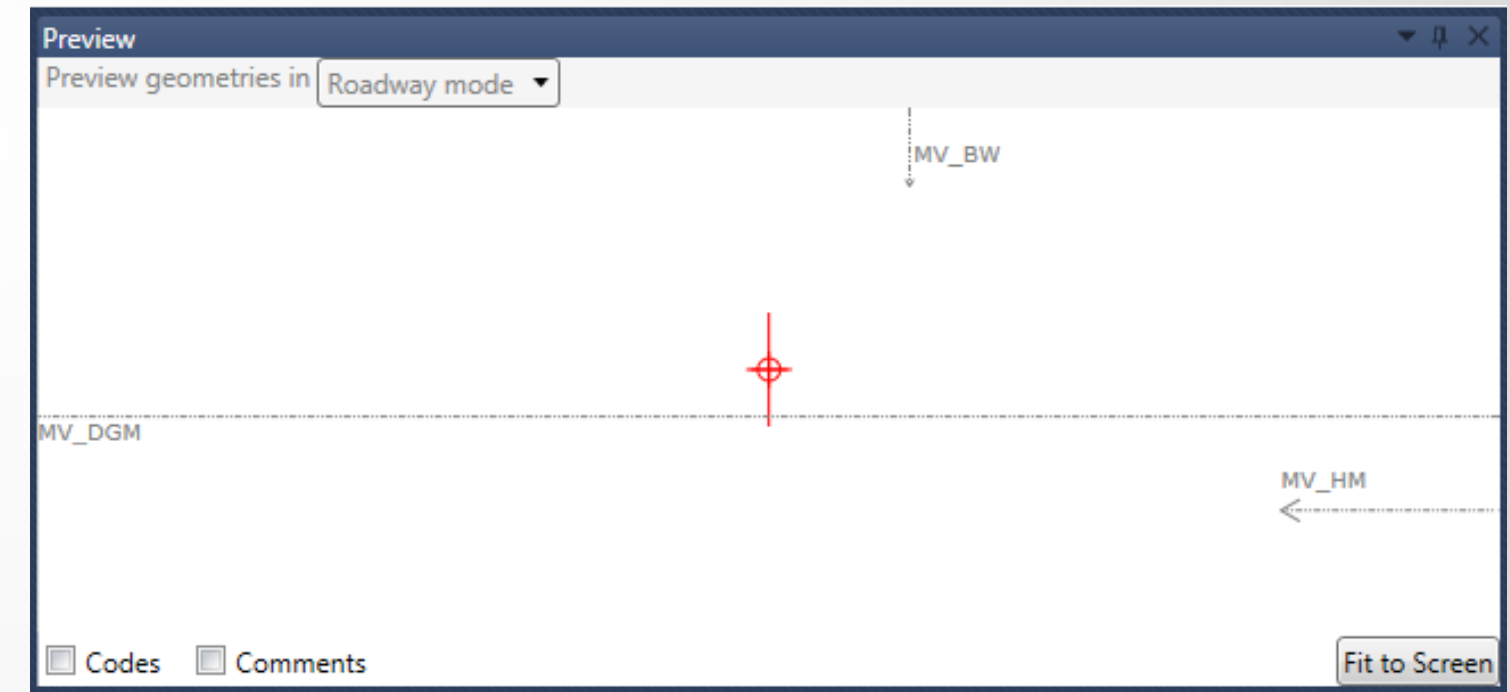 Preview
Preview geometries in Roadway mode
MV_BW
MV_DGM
MV_HM
Codes Comments Fit to Screen